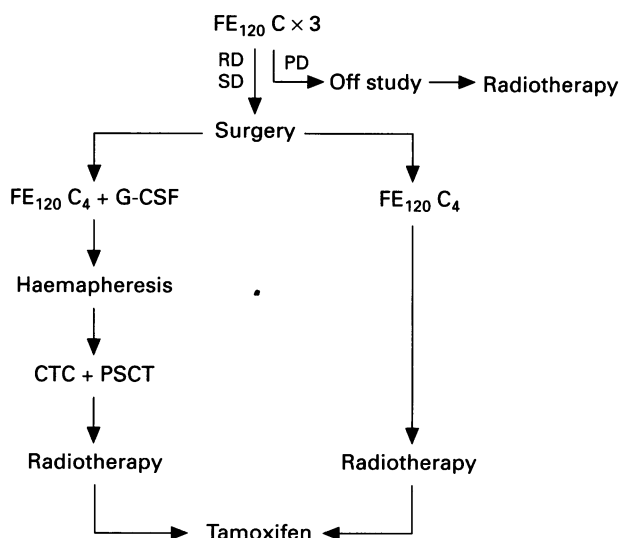 FE₁₂₀ C × 3
RD
SD
PD
Off study
Radiotherapy
Surgery
FE₁₂₀ C₄ + G-CSF
FE₁₂₀ C₄
Haemapheresis
CTC + PSCT
Radiotherapy
Radiotherapy
Tamoxifen